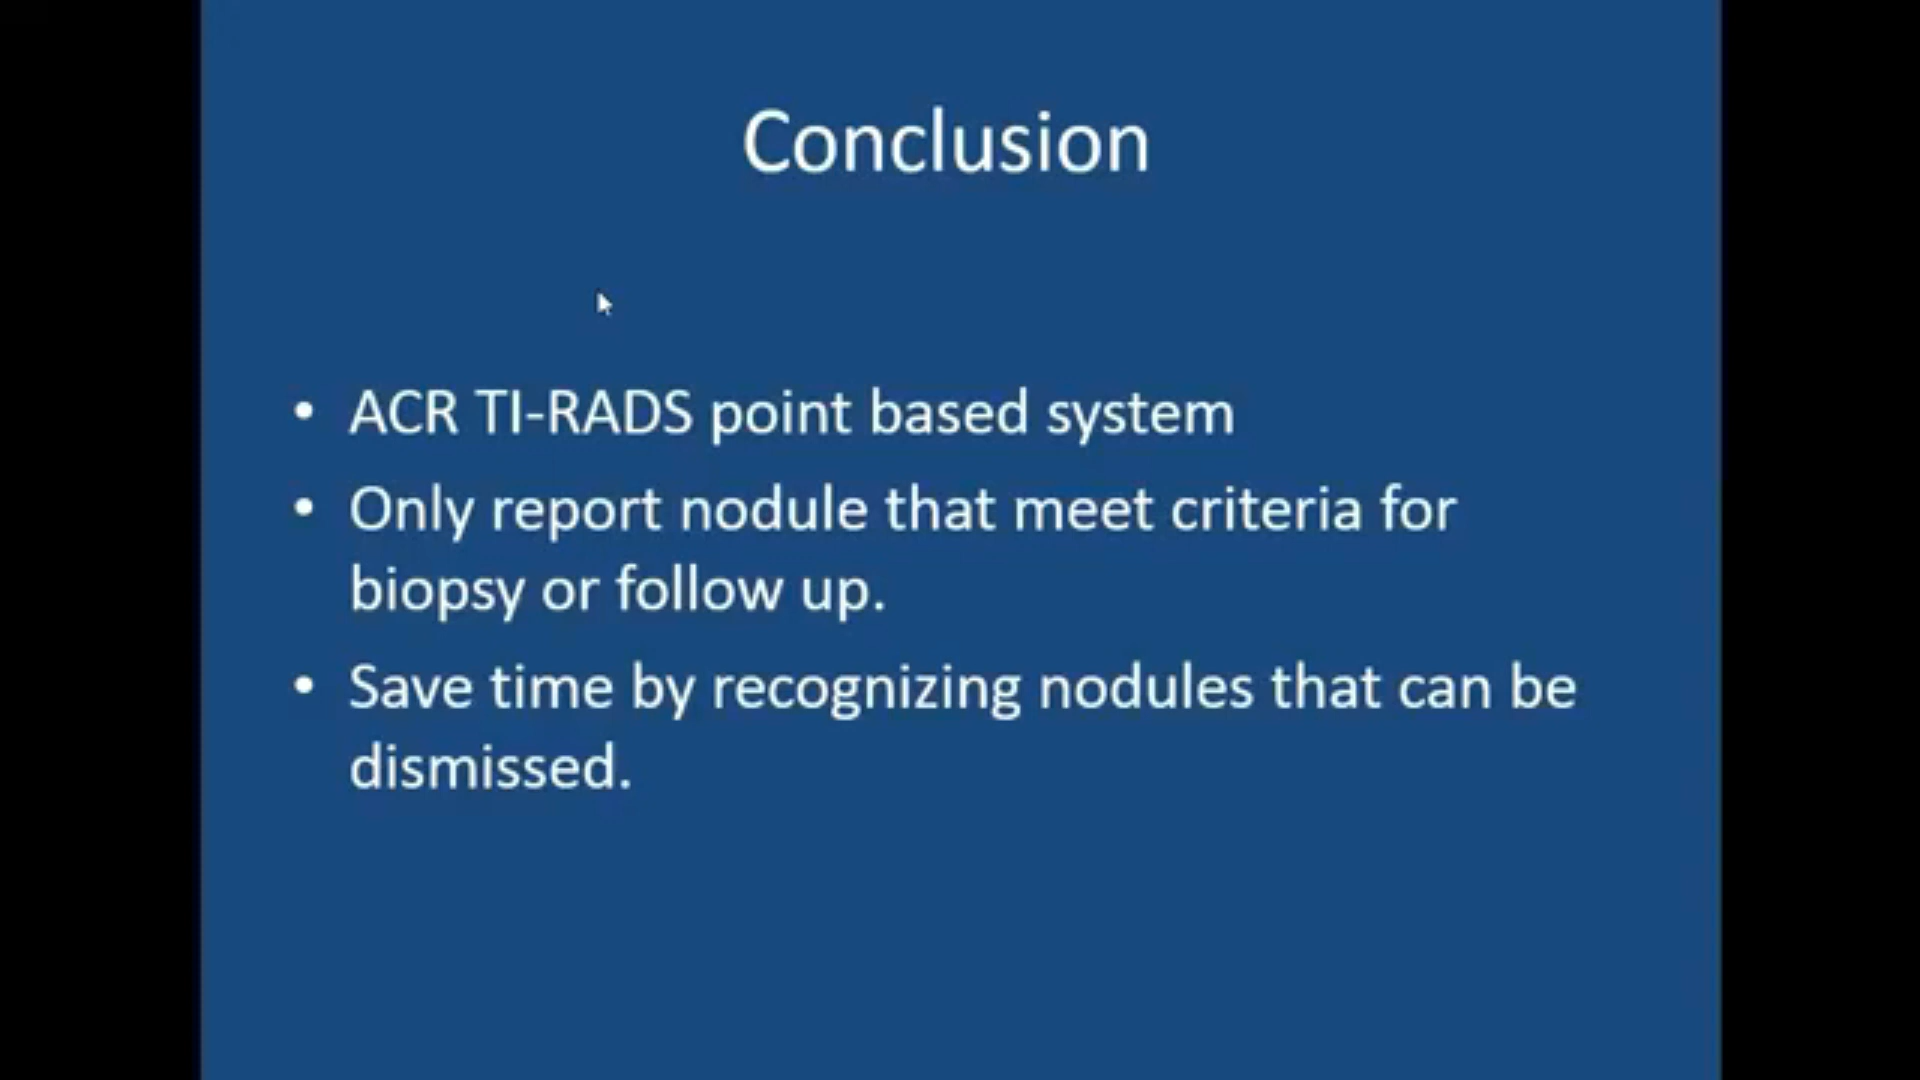 Conclusion
• ACR TI-RADS point based system
• Only report nodule that meet criteria for
biopsy or follow up.
• Save time by recognizing nodules that can be
dismissed.